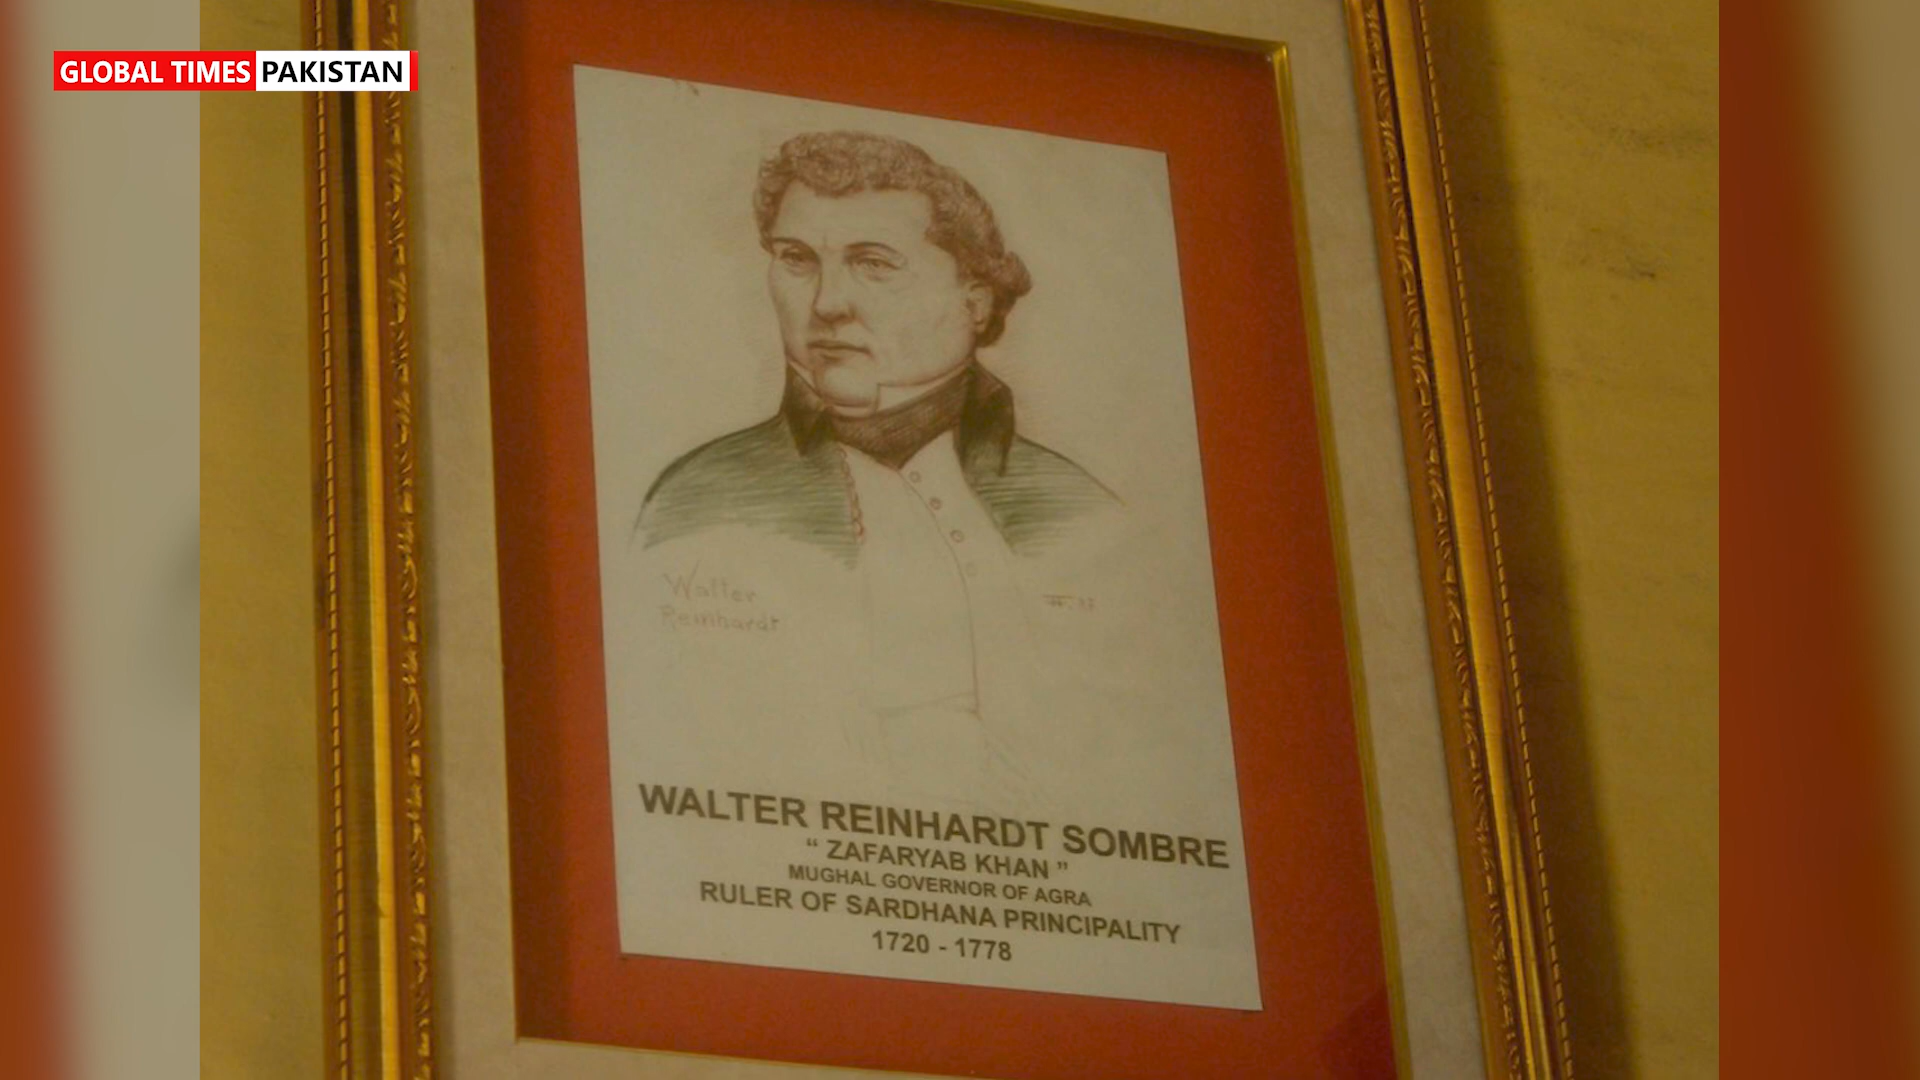 GLOBAL TIMES PAKISTAN
Walter
Reinhardt
WALTER REINHARDT SOMBRE
“ ZAFARYAB KHAN ”
MUGHAL GOVERNOR OF AGRA
RULER OF SARDHANA PRINCIPALITY
1720 - 1778